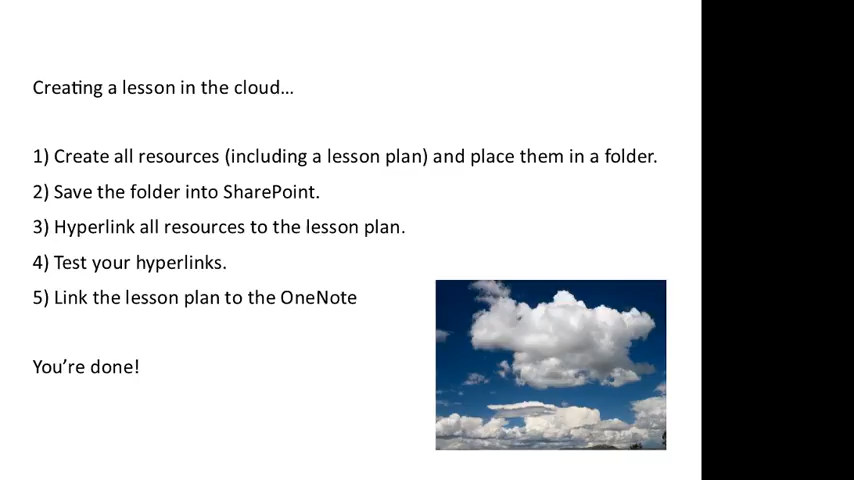 Creating a lesson in the cloud…
1) Create all resources (including a lesson plan) and place them in a folder.
2) Save the folder into SharePoint.
3) Hyperlink all resources to the lesson plan.
4) Test your hyperlinks.
5) Link the lesson plan to the OneNote
You’re done!